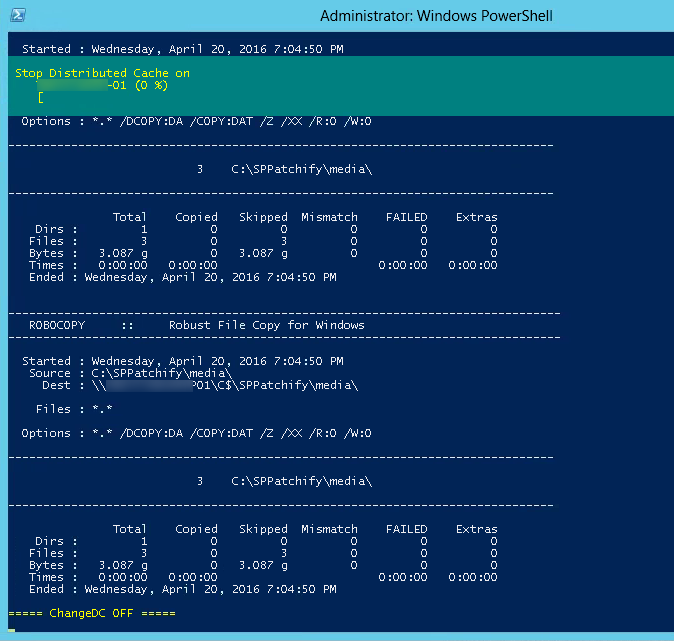 Administrator: Windows PowerShell
Started : Wednesday, April 20, 2016 7:04:50 PM
Stop Distributed Cache on
-01 (0 %)
[
Options : *.* /DCOPY:DA /COPY:DAT /Z /XX /R:0 /W:0
------------------------------------------------------------------------------
3 C:\SPPatchify\media\
------------------------------------------------------------------------------
Total Copied Skipped Mismatch FAILED Extras
Dirs : 1 0 0 0 0 0
Files : 3 0 3 0 0 0
Bytes : 3.087 g 0 3.087 g 0 0 0
Times : 0:00:00 0:00:00 0:00:00 0:00:00
Ended : Wednesday, April 20, 2016 7:04:50 PM
-------------------------------------------------------------------------------
ROBOCOPY :: Robust File Copy for Windows
-------------------------------------------------------------------------------
Started : Wednesday, April 20, 2016 7:04:50 PM
Source : C:\SPPatchify\media\
Dest : \\P01\C$\SPPatchify\media\
Files : *.*
Options : *.* /DCOPY:DA /COPY:DAT /Z /XX /R:0 /W:0
------------------------------------------------------------------------------
3 C:\SPPatchify\media\
------------------------------------------------------------------------------
Total Copied Skipped Mismatch FAILED Extras
Dirs : 1 0 0 0 0 0
Files : 3 0 3 0 0 0
Bytes : 3.087 g 0 3.087 g 0 0 0
Times : 0:00:00 0:00:00 0:00:00 0:00:00
Ended : Wednesday, April 20, 2016 7:04:50 PM
===== ChangeDC OFF =====